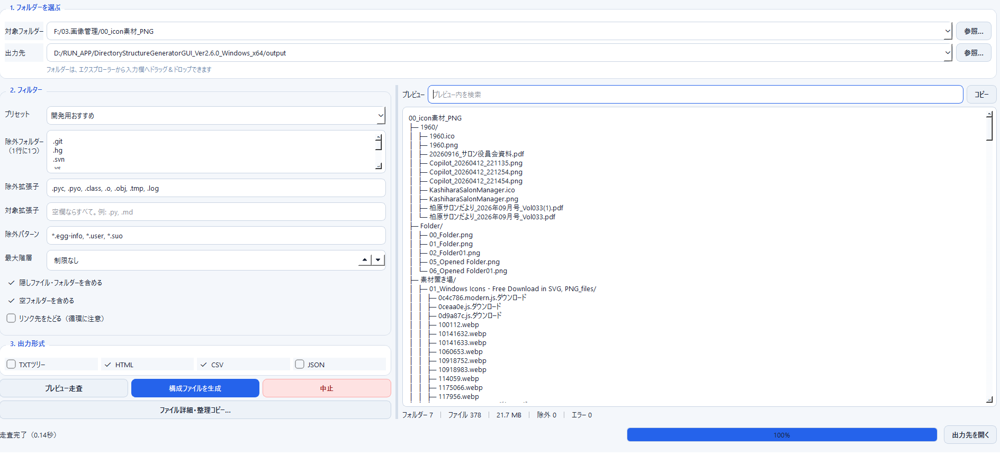 1. フォルダーを選ぶ
対象フォルダー
F:/03.画像管理/00_icon素材_PNG
参照...
出力先
D:/RUN_APP/DirectoryStructureGeneratorGUI_Ver2.6.0_Windows_x64/output
参照...
フォルダーは、エクスプローラーから入力欄へドラッグ＆ドロップできます
2. フィルター
プリセット
開発用おすすめ
除外フォルダー
（1行に1つ）
.git
.hg
.svn
.vs
除外拡張子
.pyc, .pyo, .class, .o, .obj, .tmp, .log
対象拡張子
空欄ならすべて。例: .py, .md
除外パターン
*.egg-info, *.user, *.suo
最大階層
制限なし
隠しファイル・フォルダーを含める
空フォルダーを含める
リンク先をたどる（循環に注意）
3. 出力形式
TXTツリー
HTML
CSV
JSON
プレビュー走査
構成ファイルを生成
中止
ファイル詳細・整理コピー...
プレビュー
プレビュー内を検索
コピー
00_icon素材_PNG
├─ 1960/
│ ├─ 1960.ico
│ ├─ 1960.png
│ ├─ 20260916_サロン役員会資料.pdf
│ ├─ Copilot_20260412_221135.png
│ ├─ Copilot_20260412_221254.png
│ ├─ Copilot_20260412_221454.png
│ ├─ KashiharaSalonManager.ico
│ ├─ KashiharaSalonManager.png
│ ├─ 柏原サロンだより_2026年09月号_Vol033(1).pdf
│ └─ 柏原サロンだより_2026年09月号_Vol033.pdf
├─ Folder/
│ ├─ 00_Folder.png
│ ├─ 01_Folder.png
│ ├─ 02_Folder01.png
│ ├─ 05_Opened Folder.png
│ └─ 06_Opened Folder01.png
├─ 素材置き場/
│ ├─ 01_Windows Icons - Free Download in SVG, PNG_files/
│ │ ├─ 0c4c786.modern.js.ダウンロード
│ │ ├─ 0ceaa0e.js.ダウンロード
│ │ ├─ 0d9a87c.js.ダウンロード
│ │ ├─ 100112.webp
│ │ ├─ 10141632.webp
│ │ ├─ 10141633.webp
│ │ ├─ 1060653.webp
│ │ ├─ 10918752.webp
│ │ ├─ 10918983.webp
│ │ ├─ 114059.webp
│ │ ├─ 1175066.webp
│ │ ├─ 117956.webp
フォルダー 7 | ファイル 378 | 21.7 MB | 除外 0 | エラー 0
走査完了（0.14秒）
100%
出力先を開く